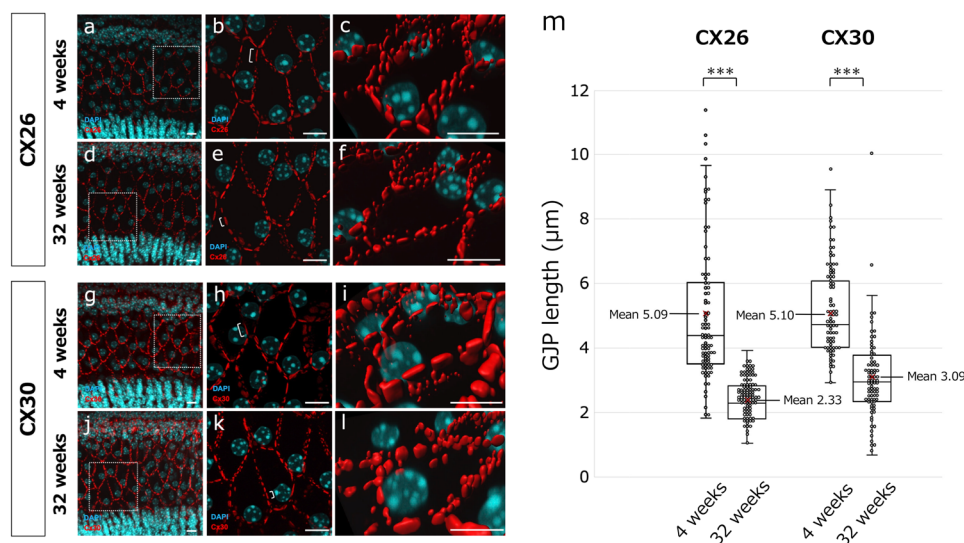 CX26
4 weeks
a
DAPI
Cx26
b
DAPI
Cx26
c
32 weeks
d
DAPI
Cx26
e
DAPI
Cx26
f
CX30
4 weeks
g
DAPI
Cx30
h
DAPI
Cx30
i
32 weeks
j
DAPI
Cx30
k
DAPI
Cx30
l
m
CX26
CX30
***
***
GJP length (μm)
12
10
8
6
4
2
0
Mean 5.09
Mean 2.33
Mean 5.10
Mean 3.09
4 weeks
32 weeks
4 weeks
32 weeks